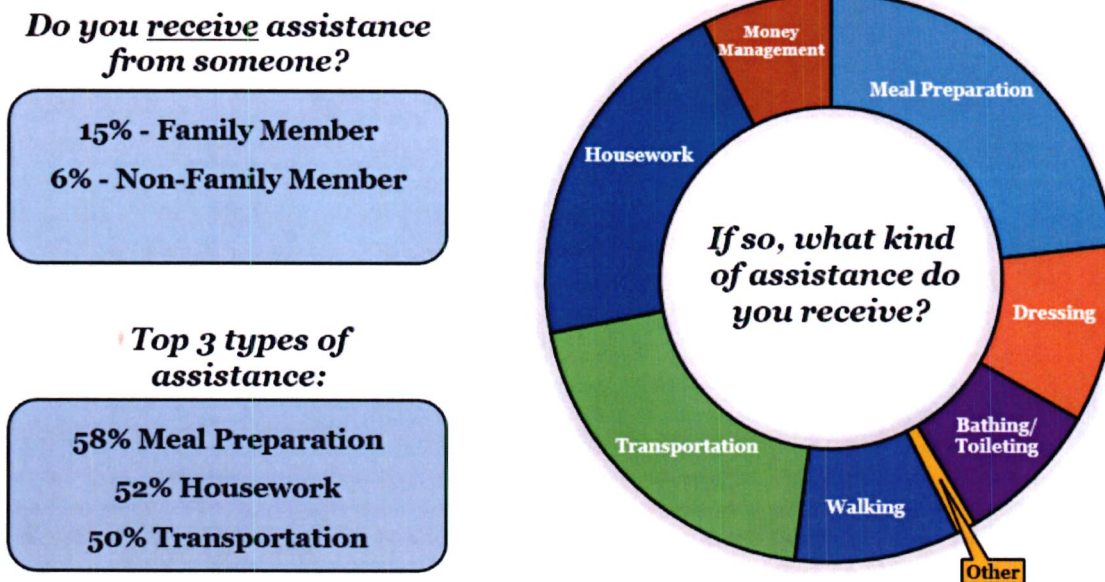 Do you receive assistance
from someone?
15% - Family Member
6% - Non-Family Member
Top 3 types of
assistance:
58% Meal Preparation
52% Housework
50% Transportation
Money
Management
Meal Preparation
Housework
If so, what kind
of assistance do
you receive?
Dressing
Bathing/
Toileting
Transportation
Walking
Other